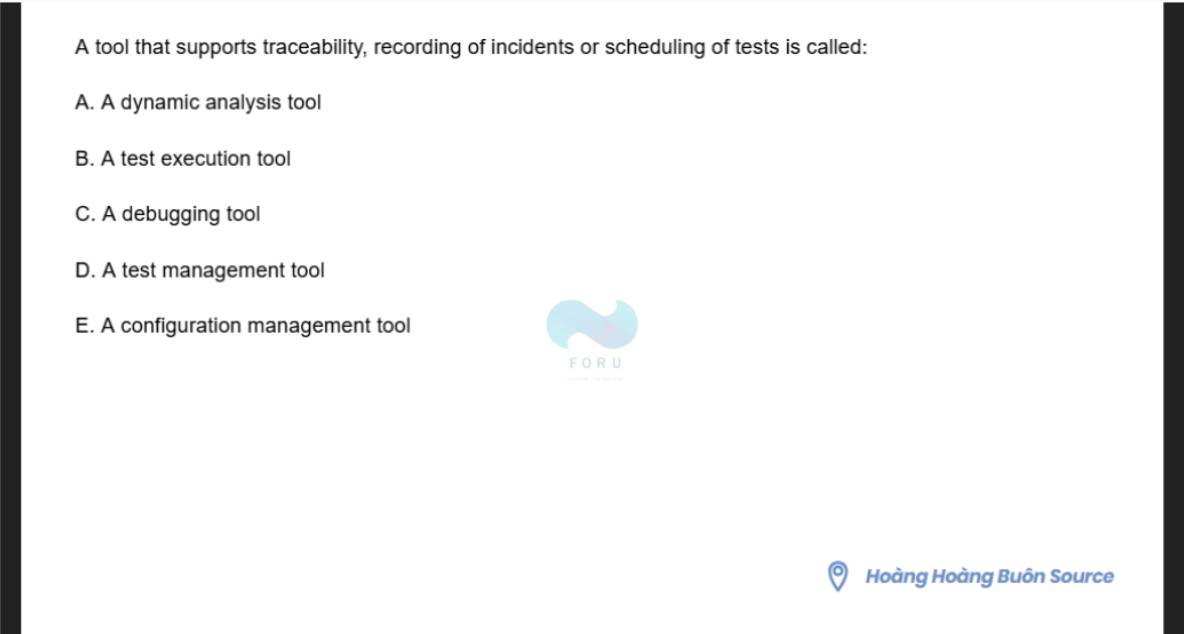 A tool that supports traceability, recording of incidents or scheduling of tests is called:
A. A dynamic analysis tool
B. A test execution tool
C. A debugging tool
D. A test management tool
E. A configuration management tool
FORU
Hoàng Hoàng Buôn Source